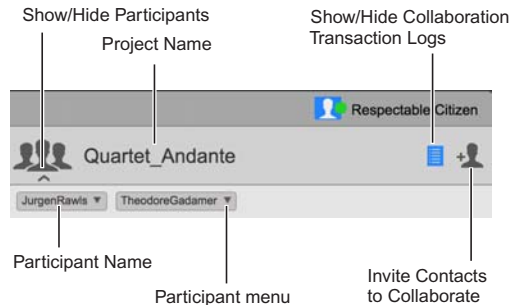 Show/Hide Participants
Show/Hide Collaboration
Transaction Logs
Project Name
Respectable Citizen
Quartet_Andante
JurgenRawls
TheodoreGadamer
Participant Name
Participant menu
Invite Contacts
to Collaborate